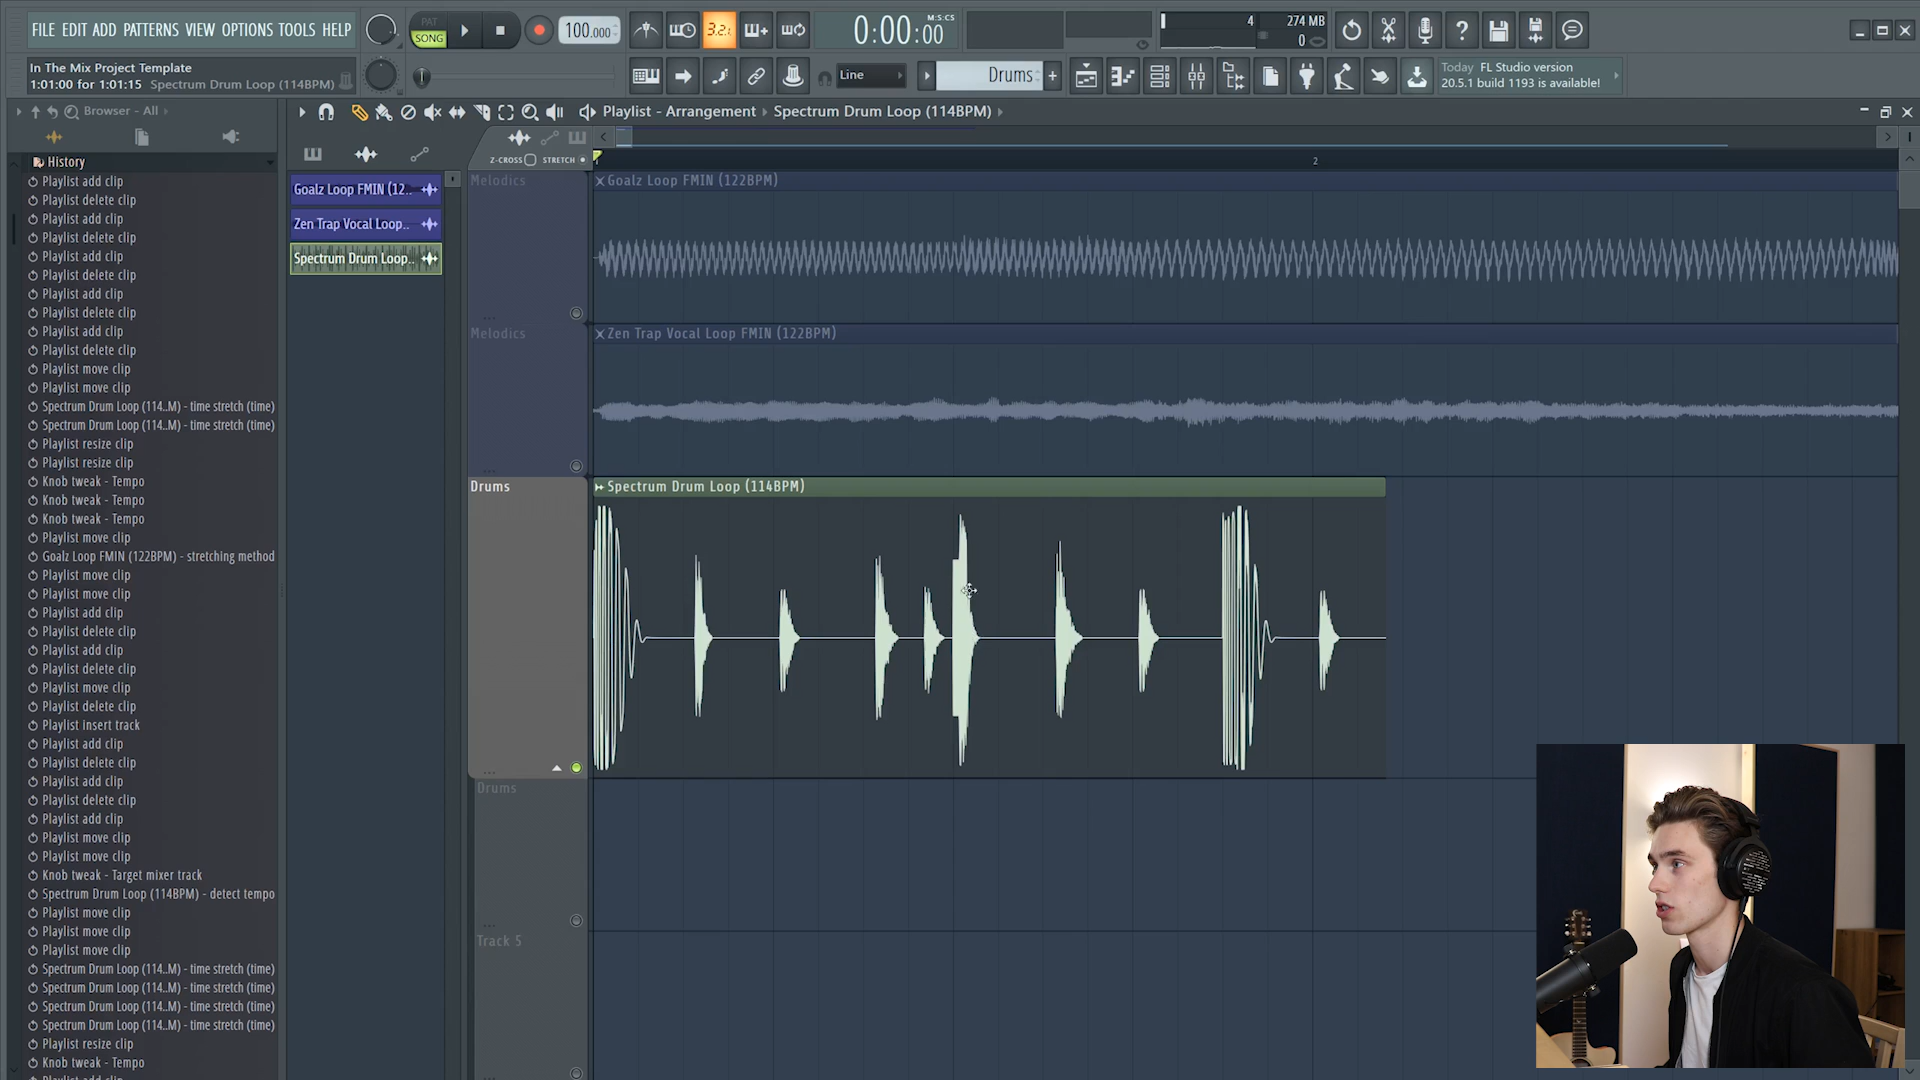 FILE EDIT ADD PATTERNS VIEW OPTIONS TOOLS HELP
PAT
SONG
100.000
3.2.
0:00:00
M:S:CS
4
274 MB
0
In The Mix Project Template
1:01:00 for 1:01:15 Spectrum Drum Loop (114BPM)
Line
Drums
Today FL Studio version
20.5.1 build 1193 is available!
Browser - All
Playlist - Arrangement
Spectrum Drum Loop (114BPM)
Z-CROSS
STRETCH
2
History
Playlist add clip
Playlist delete clip
Playlist add clip
Playlist delete clip
Playlist add clip
Playlist delete clip
Playlist add clip
Playlist delete clip
Playlist add clip
Playlist delete clip
Playlist move clip
Playlist move clip
Spectrum Drum Loop (114..M) - time stretch (time)
Spectrum Drum Loop (114..M) - time stretch (time)
Playlist resize clip
Playlist resize clip
Knob tweak - Tempo
Knob tweak - Tempo
Knob tweak - Tempo
Playlist move clip
Goalz Loop FMIN (122BPM) - stretching method
Playlist move clip
Playlist move clip
Playlist add clip
Playlist delete clip
Playlist add clip
Playlist delete clip
Playlist move clip
Playlist delete clip
Playlist insert track
Playlist add clip
Playlist delete clip
Playlist add clip
Playlist delete clip
Playlist add clip
Playlist move clip
Playlist move clip
Knob tweak - Target mixer track
Spectrum Drum Loop (114BPM) - detect tempo
Playlist move clip
Playlist move clip
Playlist move clip
Spectrum Drum Loop (114..M) - time stretch (time)
Spectrum Drum Loop (114..M) - time stretch (time)
Spectrum Drum Loop (114..M) - time stretch (time)
Spectrum Drum Loop (114..M) - time stretch (time)
Playlist resize clip
Knob tweak - Tempo
Goalz Loop FMIN (12..
Zen Trap Vocal Loop..
Spectrum Drum Loop..
Melodics
Goalz Loop FMIN (122BPM)
Melodics
Zen Trap Vocal Loop FMIN (122BPM)
Drums
Spectrum Drum Loop (114BPM)
Drums
Track 5